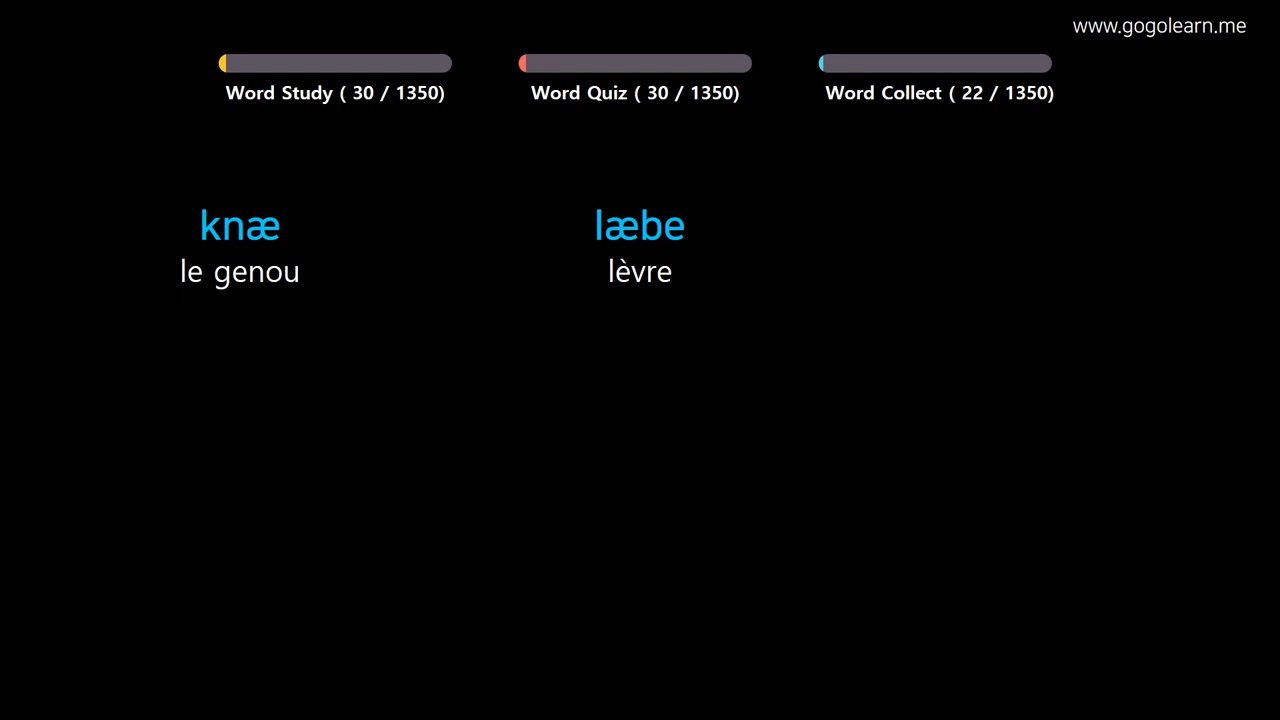 www.gogolearn.me
Word Study ( 30 / 1350)
Word Quiz ( 30 / 1350)
Word Collect ( 22 / 1350)
knæ
le genou
læbe
lèvre